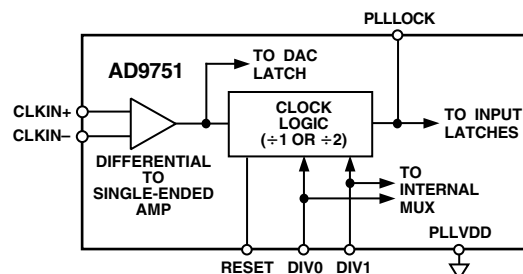 PLLLOCK
AD9751
TO DAC
LATCH
CLKIN+
CLKIN–
CLOCK
LOGIC
(÷1 OR ÷2)
TO INPUT
LATCHES
DIFFERENTIAL
TO
SINGLE-ENDED
AMP
TO
INTERNAL
MUX
PLLVDD
RESET
DIV0
DIV1